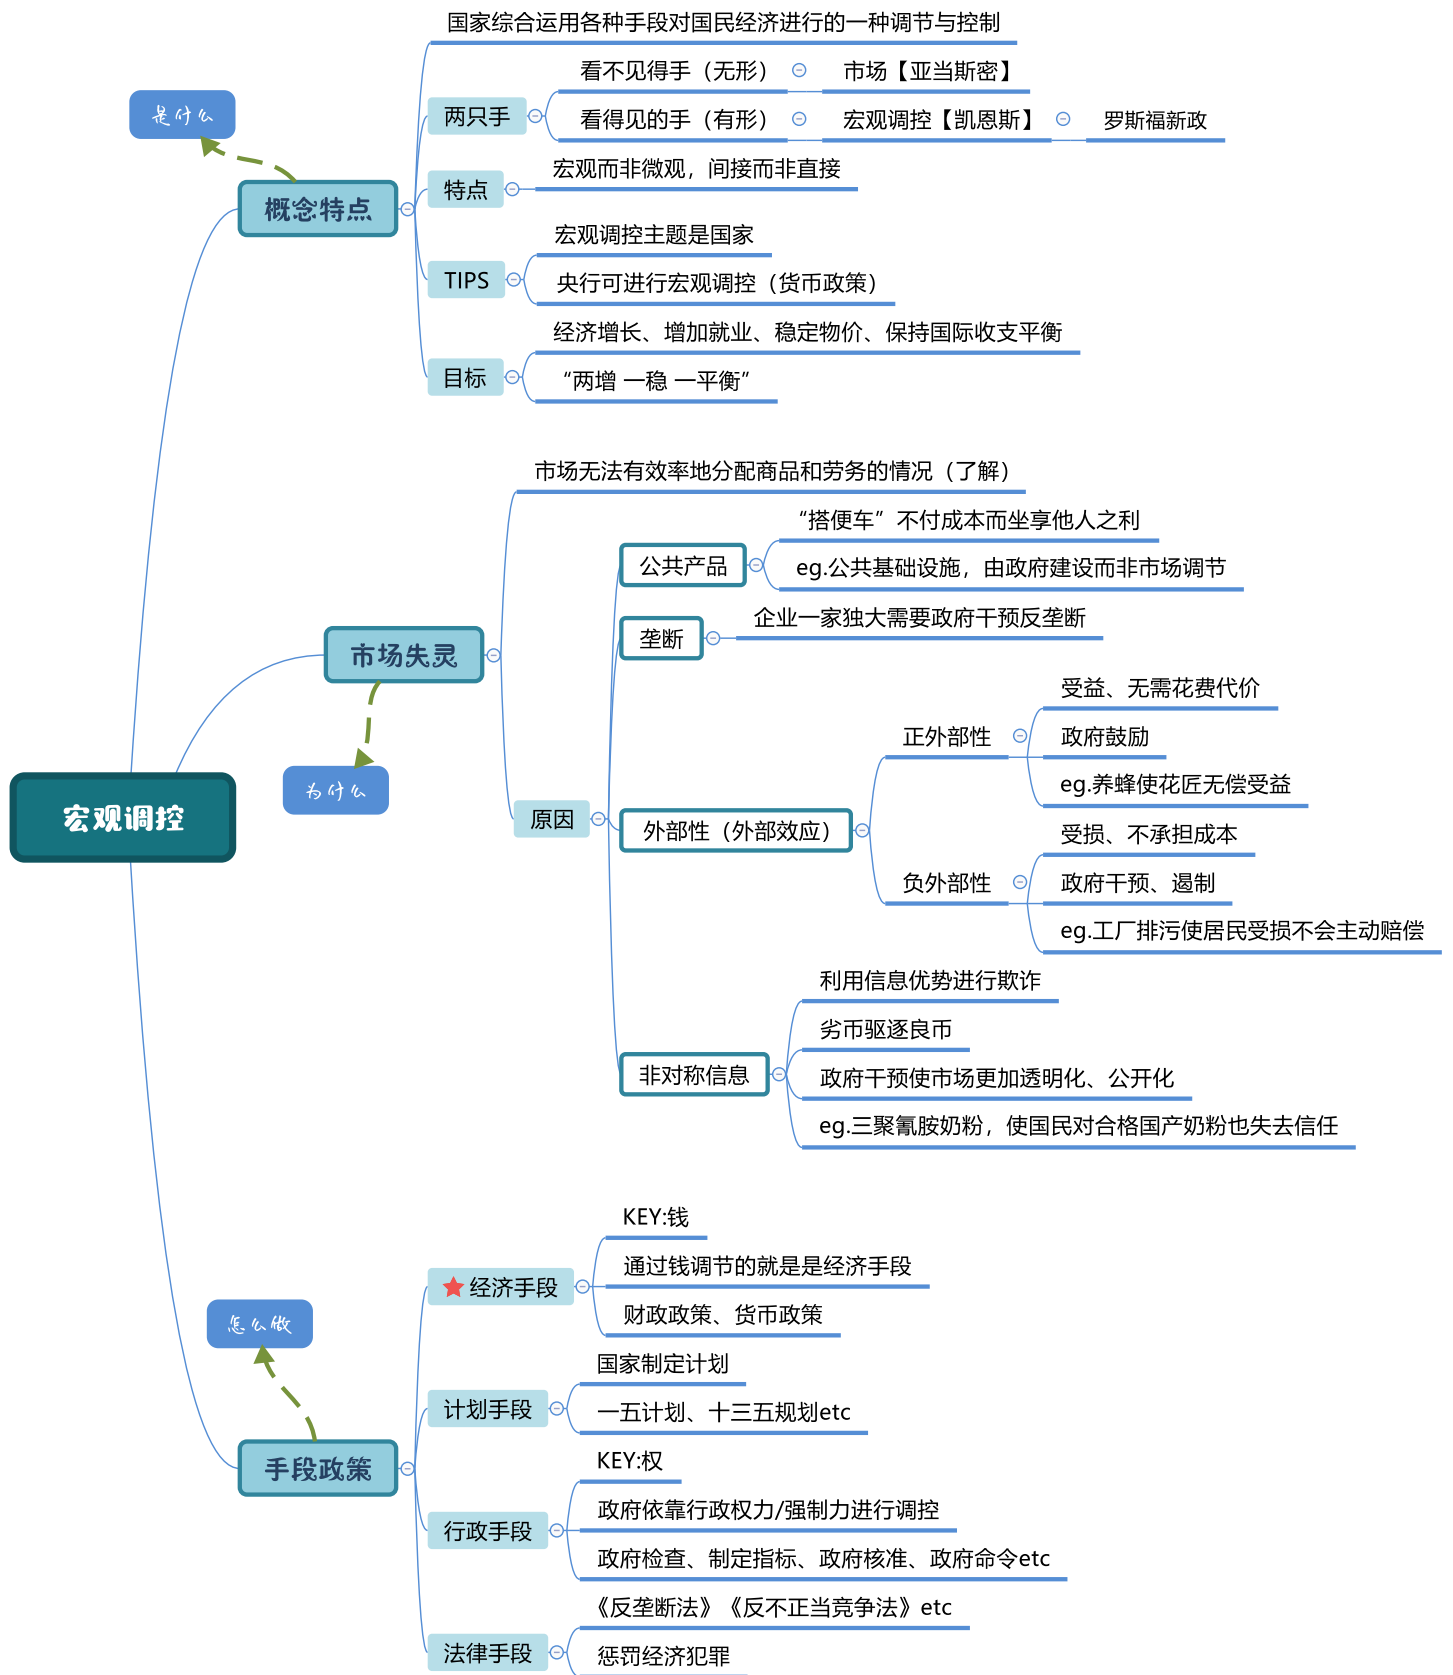 宏观调控
概念特点
是什么
国家综合运用各种手段对国民经济进行的一种调节与控制
两只手
看不见得手（无形）
市场【亚当斯密】
看得见的手（有形）
宏观调控【凯恩斯】
罗斯福新政
特点
宏观而非微观，间接而非直接
TIPS
宏观调控主题是国家
央行可进行宏观调控（货币政策）
目标
经济增长、增加就业、稳定物价、保持国际收支平衡
“两增 一稳 一平衡”
市场失灵
为什么
市场无法有效率地分配商品和劳务的情况（了解）
原因
公共产品
“搭便车”不付成本而坐享他人之利
eg.公共基础设施，由政府建设而非市场调节
垄断
企业一家独大需要政府干预反垄断
外部性（外部效应）
正外部性
受益、无需花费代价
政府鼓励
eg.养蜂使花匠无偿受益
负外部性
受损、不承担成本
政府干预、遏制
eg.工厂排污使居民受损不会主动赔偿
非对称信息
利用信息优势进行欺诈
劣币驱逐良币
政府干预使市场更加透明化、公开化
eg.三聚氰胺奶粉，使国民对合格国产奶粉也失去信任
手段政策
怎么做
经济手段
KEY:钱
通过钱调节的就是是经济手段
财政政策、货币政策
计划手段
国家制定计划
一五计划、十三五规划etc
行政手段
KEY:权
政府依靠行政权力/强制力进行调控
政府检查、制定指标、政府核准、政府命令etc
法律手段
《反垄断法》《反不正当竞争法》etc
惩罚经济犯罪